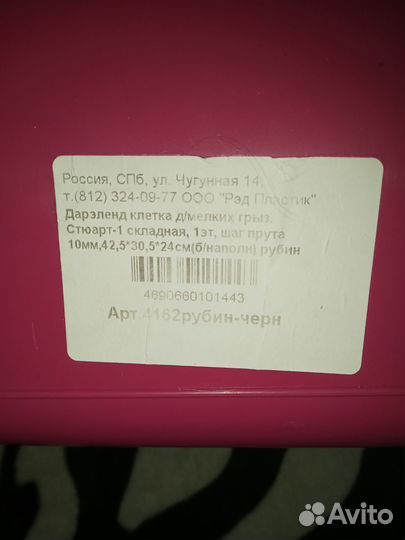 Россия, СПб, ул. Чугунная 14,
т.(812) 324-09-77 ООО "Рэд Пластик"
Дарэленд клетка д/мелких грыз.
Стюарт-1 складная, 1эт, шаг прута
10мм,42,5*30,5*24см(б/наполн) рубин
4690660101443
Арт.4162рубин-черн
Avito